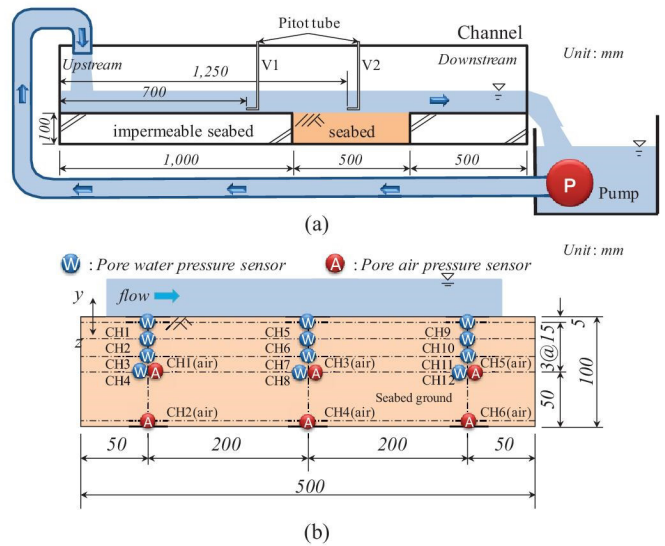 Pitot tube
Channel
Unit : mm
Upstream
V1
V2
Downstream
1,250
700
100
impermeable seabed
seabed
1,000
500
500
P
Pump
(a)
Unit : mm
W : Pore water pressure sensor
A : Pore air pressure sensor
y
flow
z
W
W
W
CH1
CH5
CH9
W
W
W
CH2
CH6
CH10
W
W
W
CH3
CH1(air)
CH7
CH3(air)
CH11
CH5(air)
W A
W A
W A
CH4
CH8
CH12
Seabed ground
CH2(air)
CH4(air)
CH6(air)
A
A
A
3@15
5
50
100
50
200
200
50
500
(b)